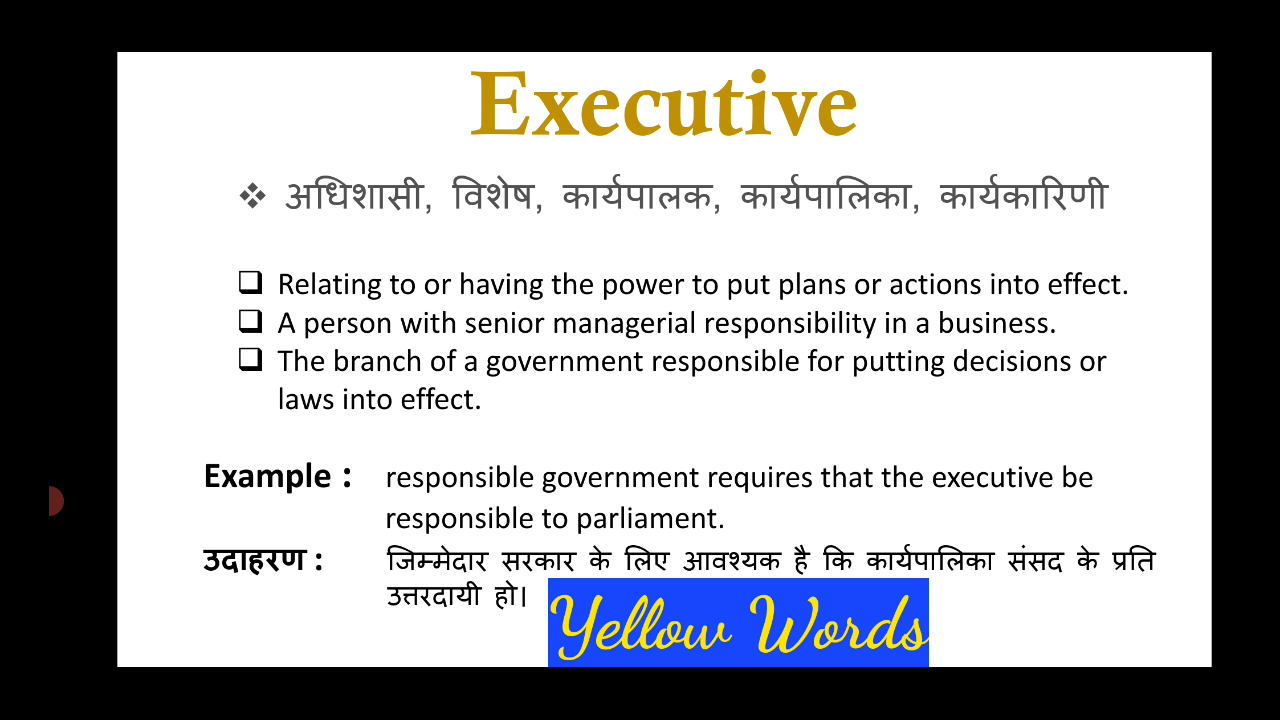 Executive
❖ अधिशासी, विशेष, कार्यपालक, कार्यपालिका, कार्यकारिणी
❑ Relating to or having the power to put plans or actions into effect.
❑ A person with senior managerial responsibility in a business.
❑ The branch of a government responsible for putting decisions or
laws into effect.
Example : responsible government requires that the executive be
responsible to parliament.
उदाहरण : जिम्मेदार सरकार के लिए आवश्यक है कि कार्यपालिका संसद के प्रति
उत्तरदायी हो।
Yellow Words